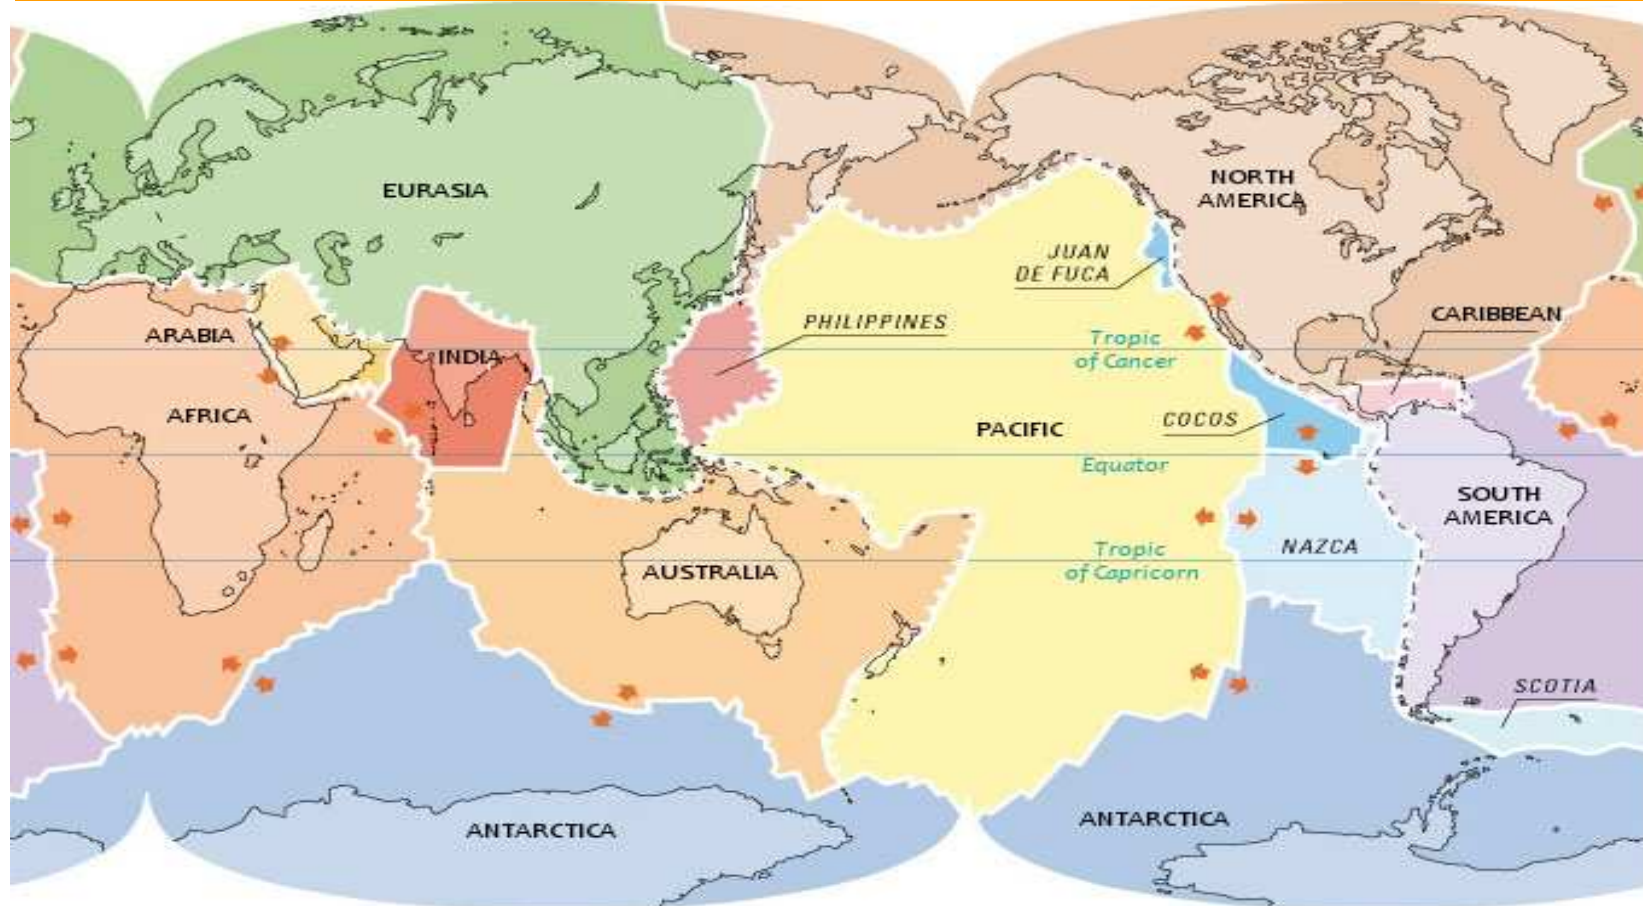 EURASIA
NORTH
AMERICA
JUAN
DE FUCA
CARIBBEAN
PHILIPPINES
ARABIA
INDIA
Tropic
of Cancer
AFRICA
COCOS
PACIFIC
Equator
SOUTH
AMERICA
NAZCA
Tropic
of Capricorn
AUSTRALIA
SCOTIA
ANTARCTICA
ANTARCTICA